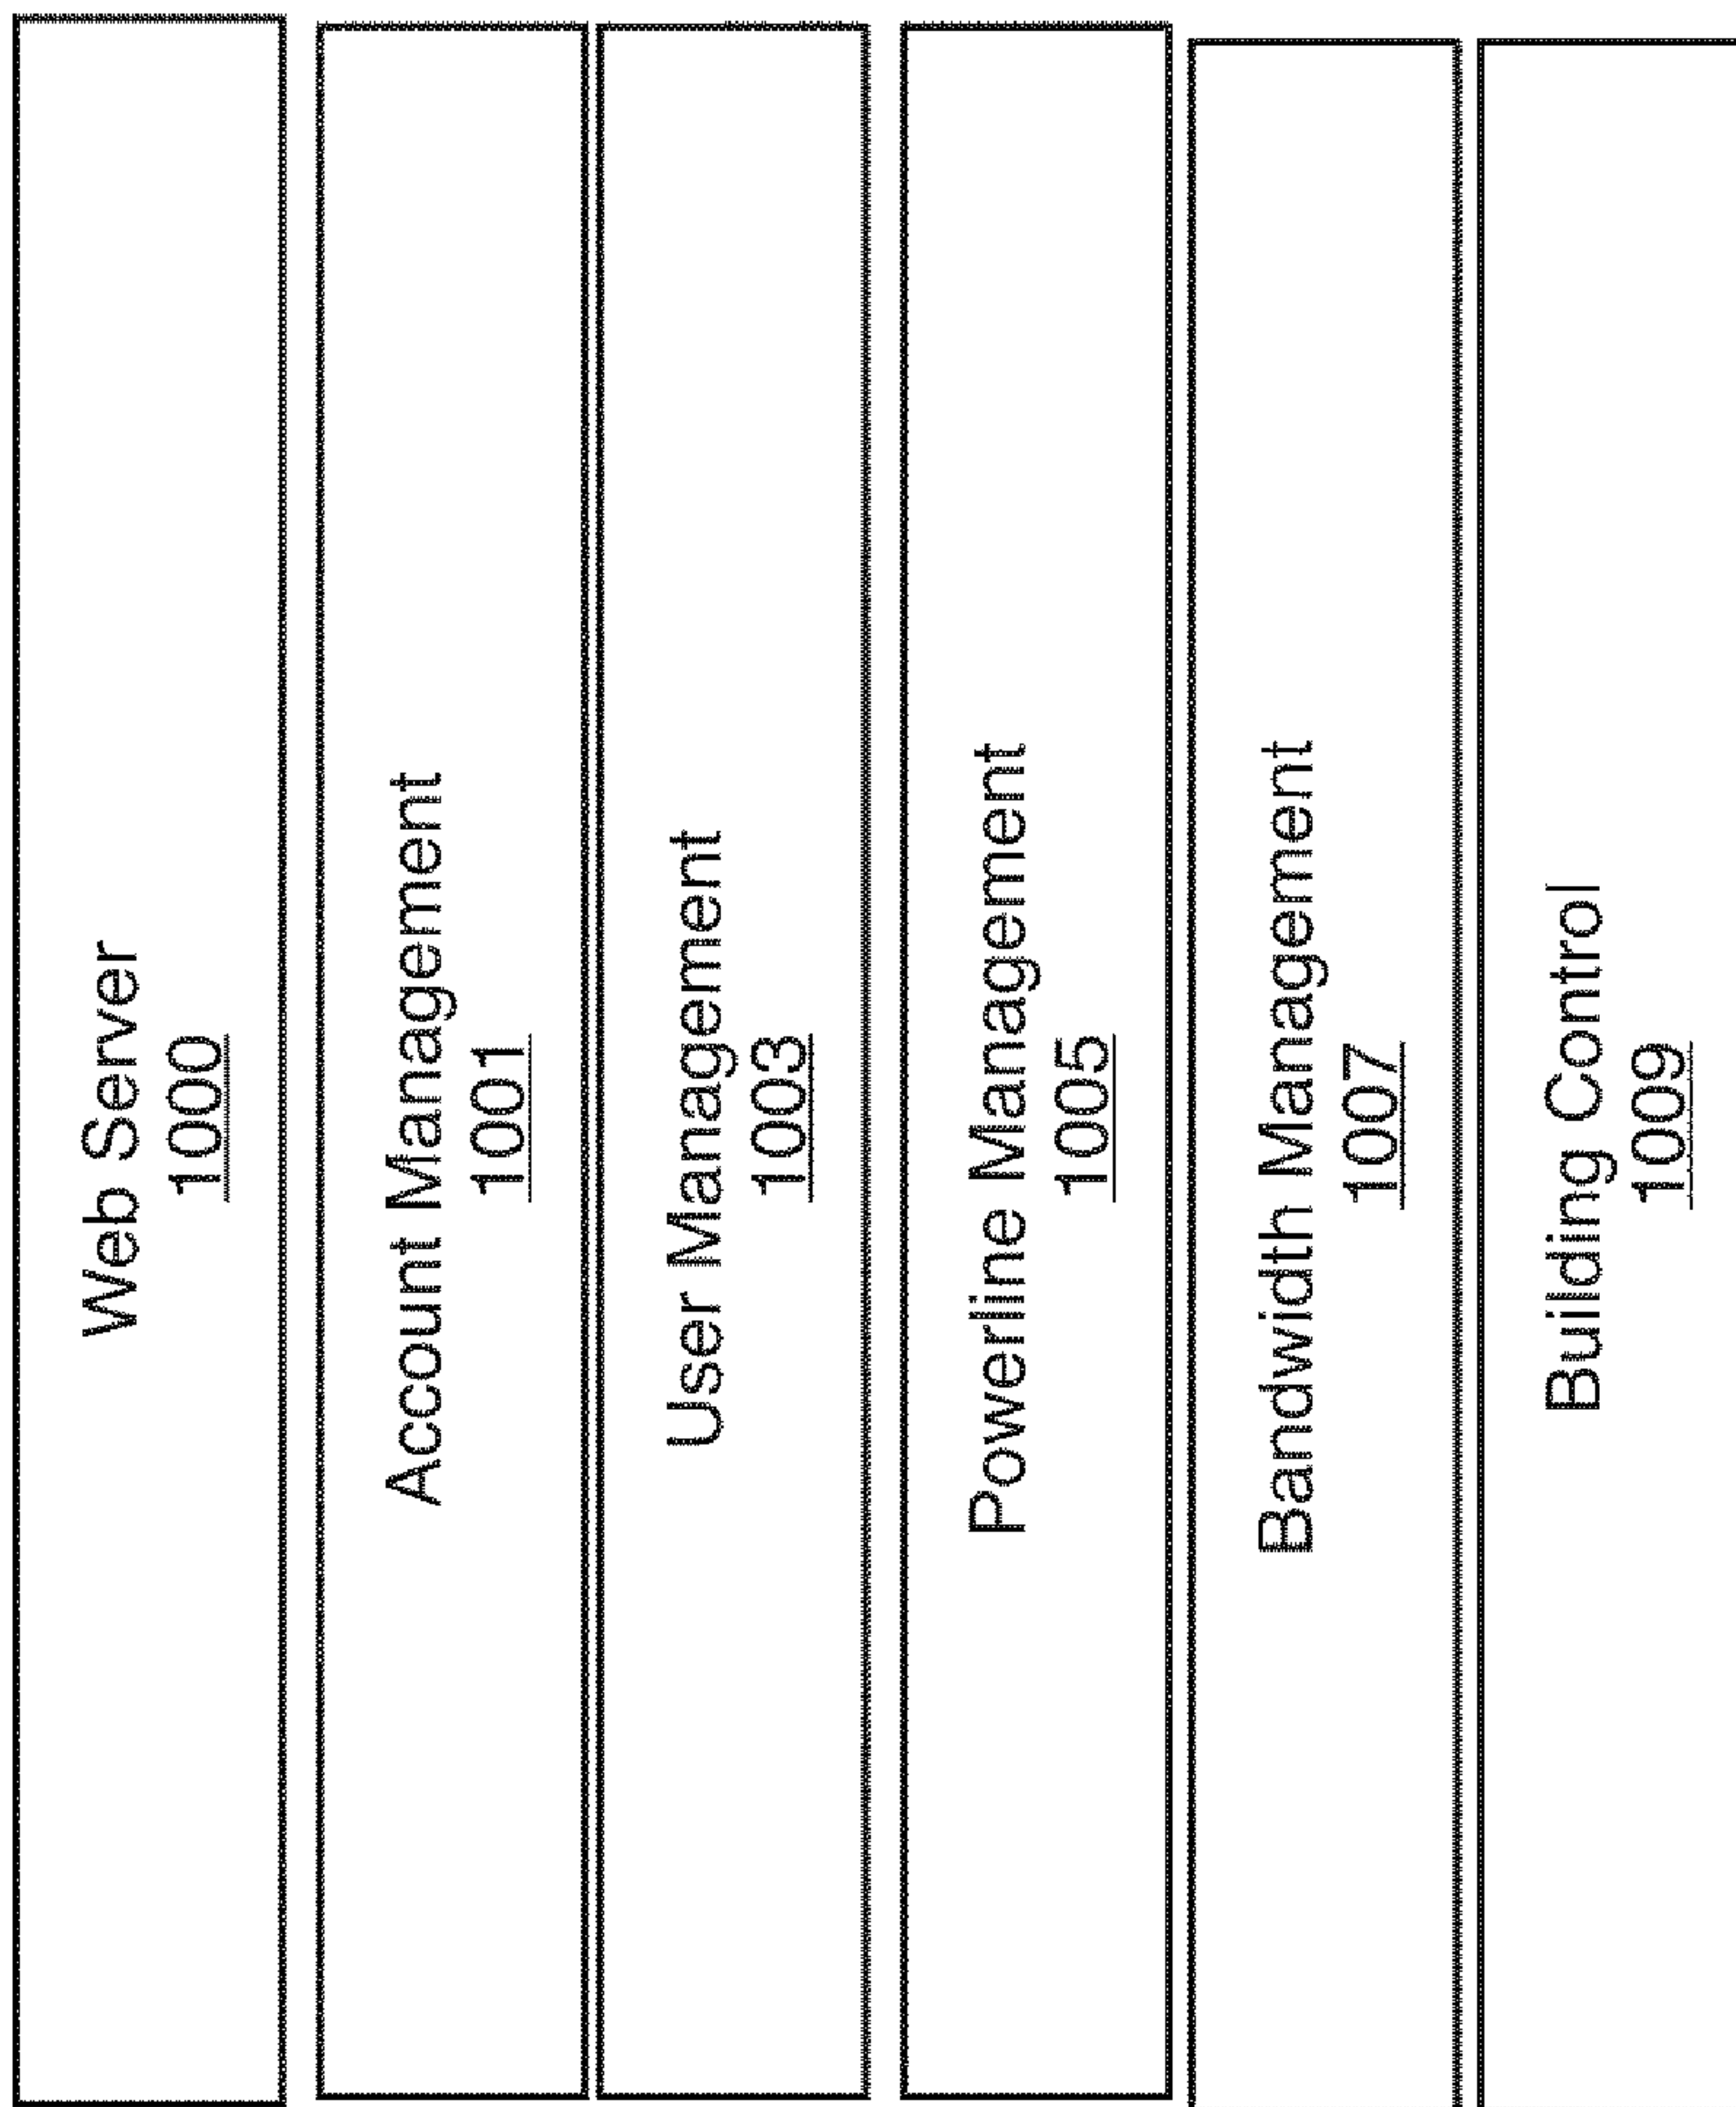 Web Server
1000
Account Management
1001
User Management
1003
Powerline Management
1005
Bandwidth Management
1007
Building Control
1009